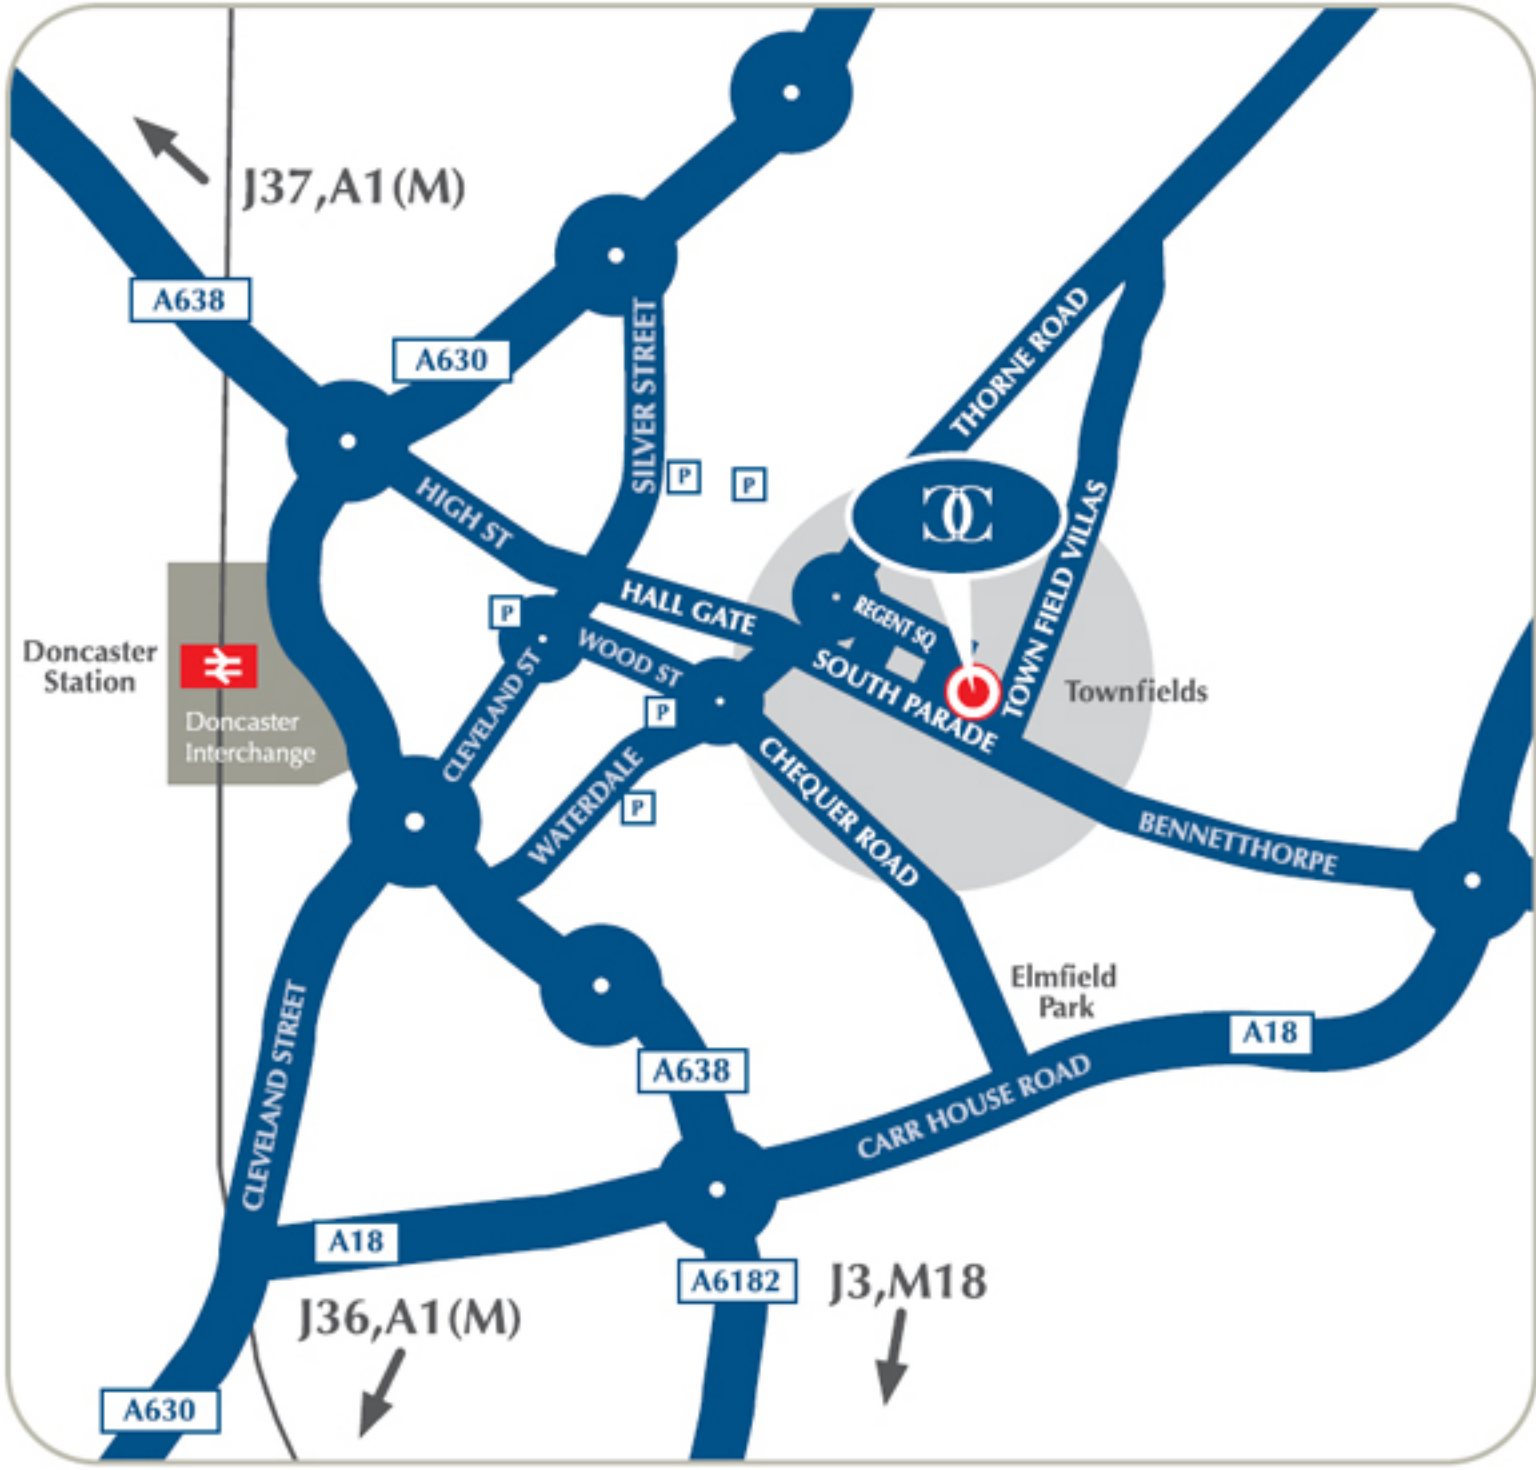 J37,A1(M)
A638
A630
SILVER STREET
THORNE ROAD
P
P
HIGH ST
TOWN FIELD VILLAS
HALL GATE
P
REGENT SQ
WOOD ST
Doncaster
Station
Doncaster
Interchange
CLEVELAND ST
SOUTH PARADE
Townfields
P
WATERDALE
P
CHEQUER ROAD
BENNETTHORPE
Elmfield
Park
CLEVELAND STREET
A638
A18
CARR HOUSE ROAD
A18
A6182
J3,M18
J36,A1(M)
A630